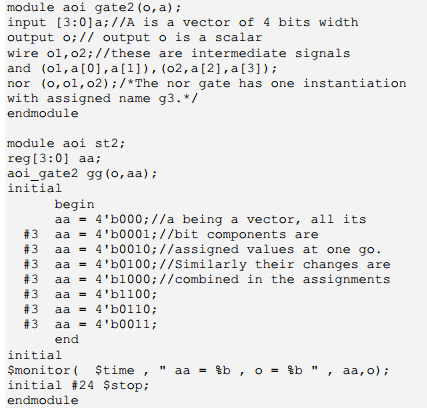 module aoi gate2(o,a);
input [3:0]a;//A is a vector of 4 bits width
output o;// output o is a scalar
wire o1,o2;//these are intermediate signals
and (o1,a[0],a[1]),(o2,a[2],a[3]);
nor (o,o1,o2);/*The nor gate has one instantiation
with assigned name g3.*/
endmodule
module aoi st2;
reg[3:0] aa;
aoi_gate2 gg(o,aa);
initial
begin
aa = 4'b000;//a being a vector, all its
#3 aa = 4'b0001;//bit components are
#3 aa = 4'b0010;//assigned values at one go.
#3 aa = 4'b0100;//Similarly their changes are
#3 aa = 4'b1000;//combined in the assignments
#3 aa = 4'b1100;
#3 aa = 4'b0110;
#3 aa = 4'b0011;
end
initial
$monitor( $time , " aa = %b , o = %b " , aa,o);
initial #24 $stop;
endmodule